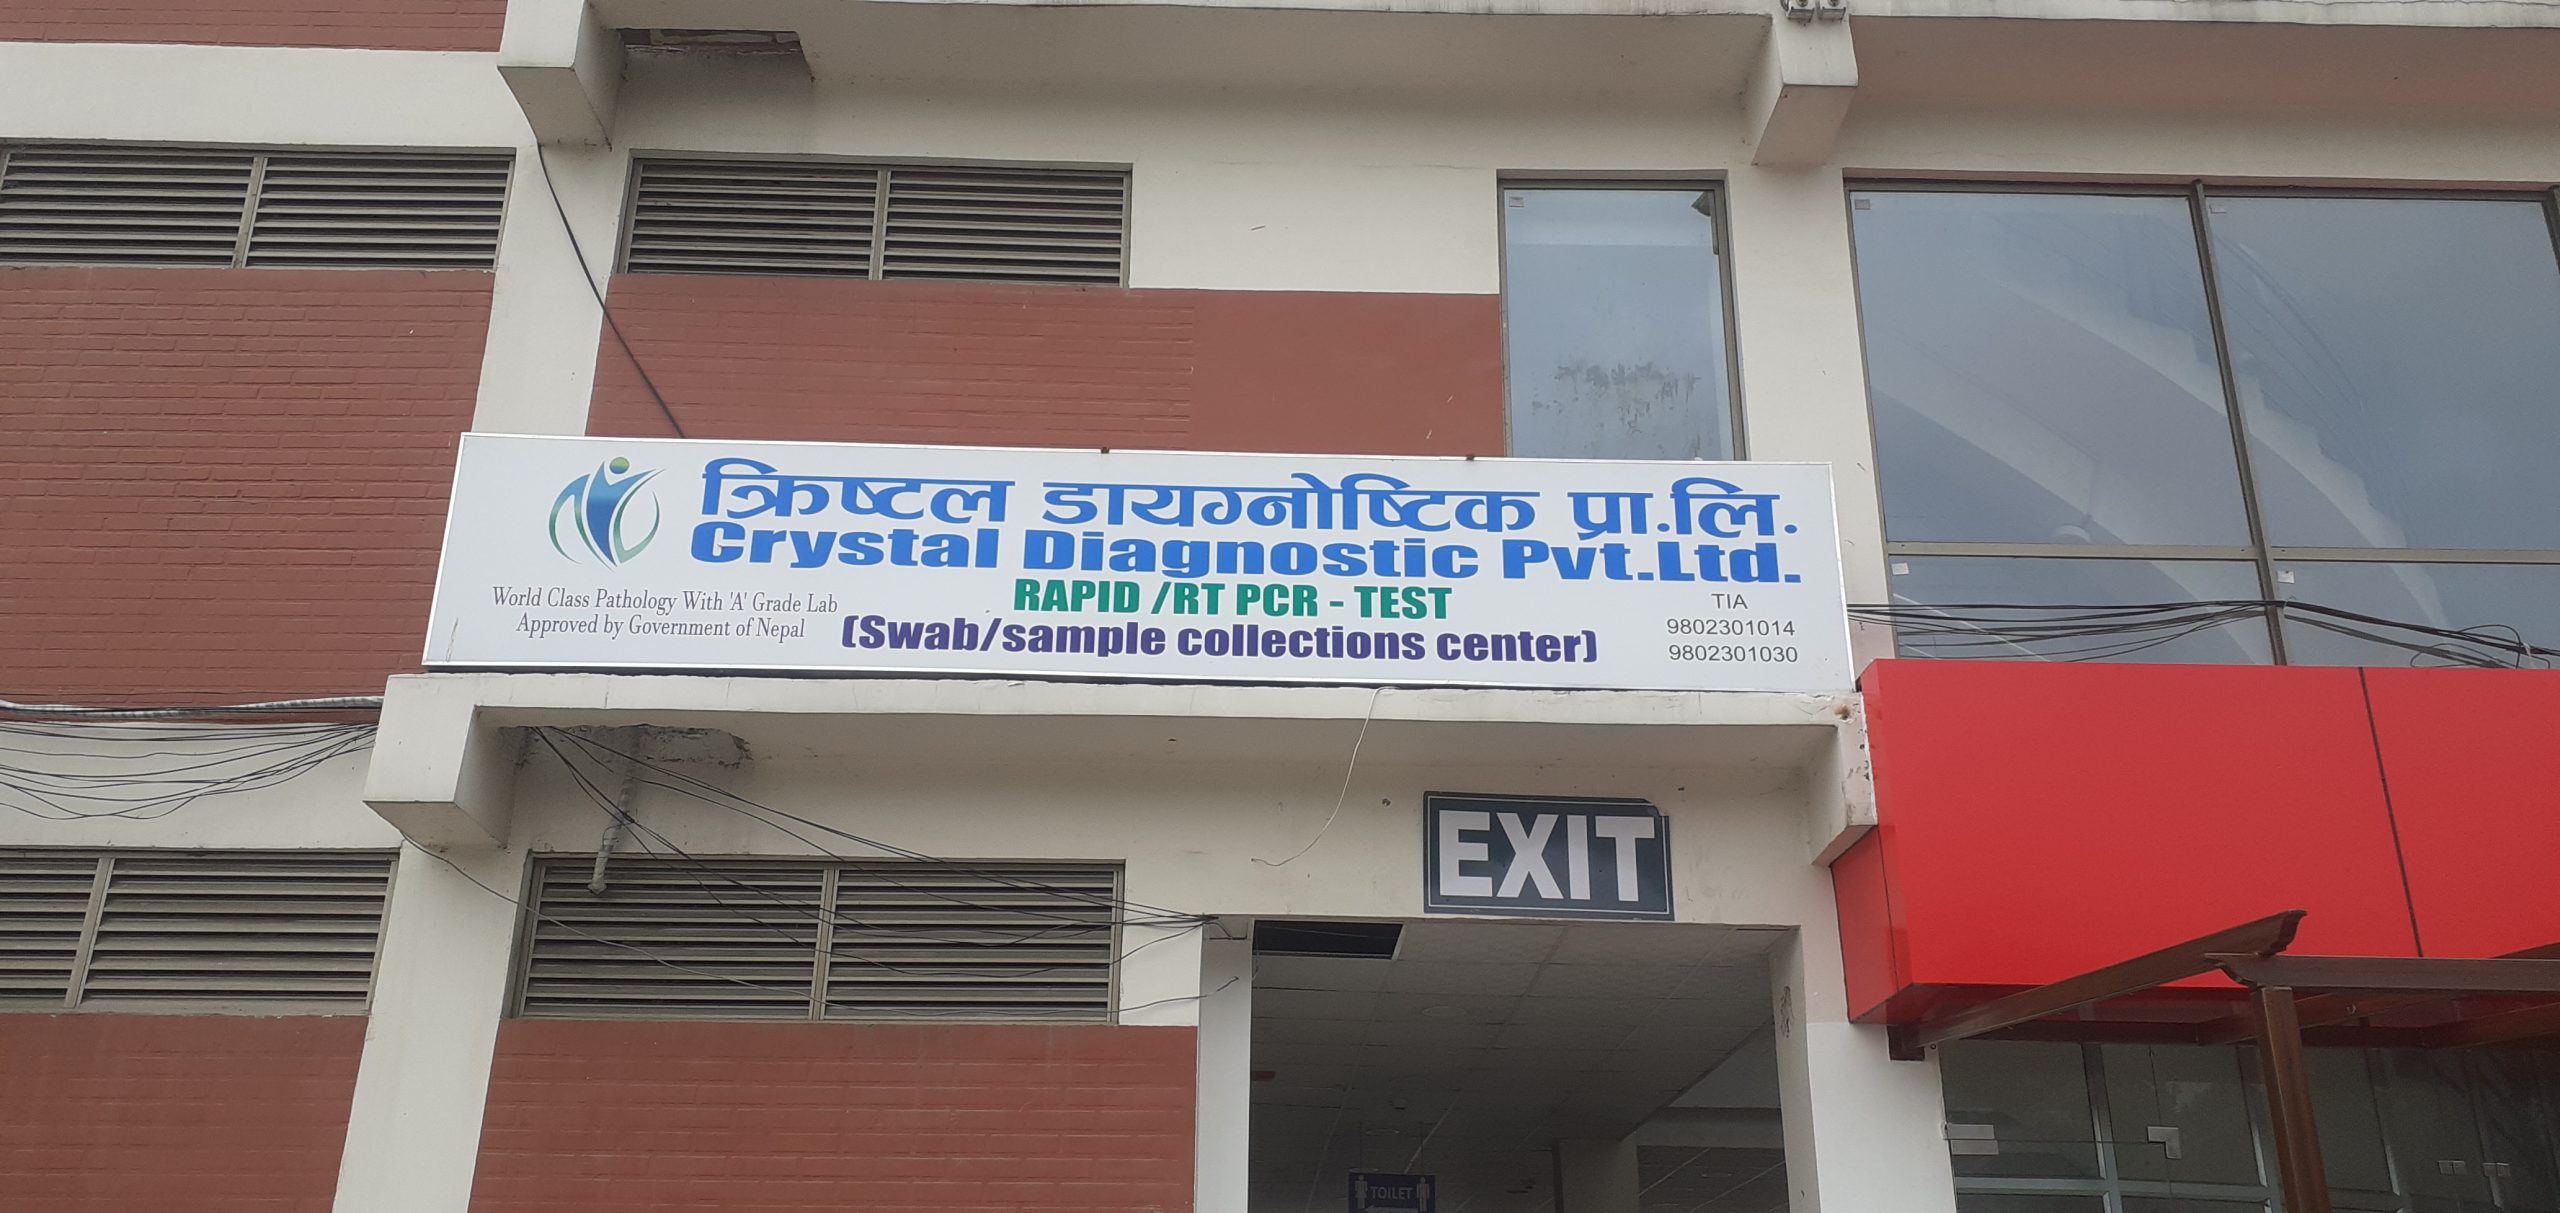 क्रिष्टल डायग्नोष्टिक प्रा.लि.
Crystal Diagnostic Pvt.Ltd.
RAPID /RT PCR - TEST
(Swab/sample collections center)
World Class Pathology With 'A' Grade Lab
Approved by Government of Nepal
TIA
9802301014
9802301030
EXIT
TOILET